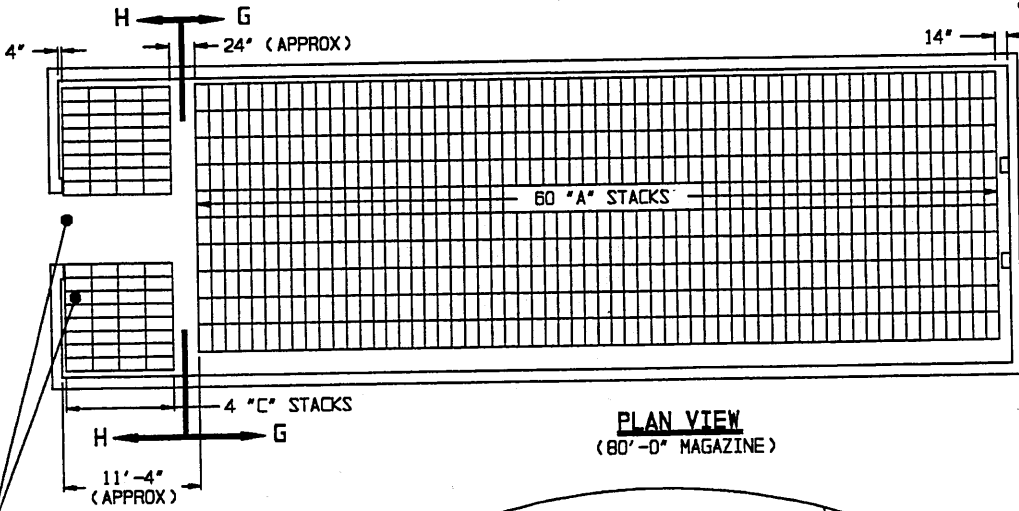 H G
4" 24" (APPROX) 14"
60 "A" STACKS
4 "C" STACKS
H G
11'-4"
(APPROX)
PLAN VIEW
(80'-0" MAGAZINE)